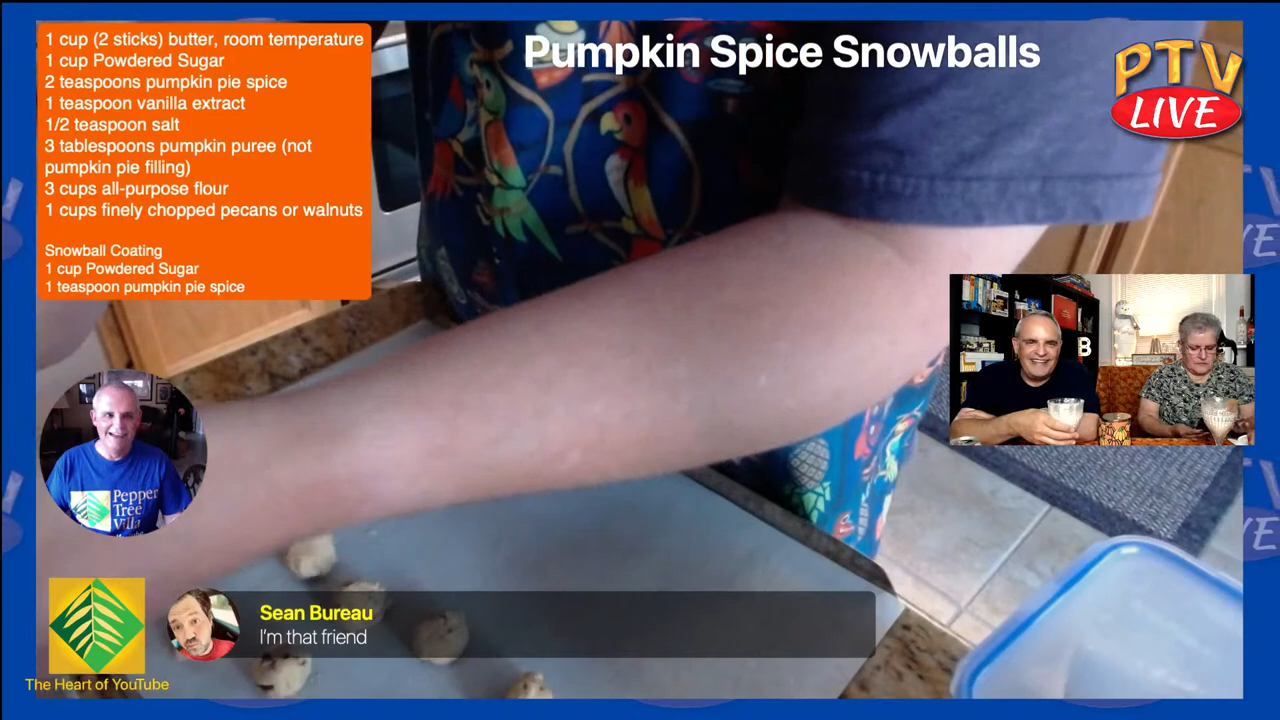 1 cup (2 sticks) butter, room temperature
1 cup Powdered Sugar
2 teaspoons pumpkin pie spice
1 teaspoon vanilla extract
1/2 teaspoon salt
3 tablespoons pumpkin puree (not
pumpkin pie filling)
3 cups all-purpose flour
1 cups finely chopped pecans or walnuts
Snowball Coating
1 cup Powdered Sugar
1 teaspoon pumpkin pie spice
Pumpkin Spice Snowballs
PTV
LIVE
B
Pepper
Tree
Villa
Sean Bureau
I'm that friend
The Heart of YouTube